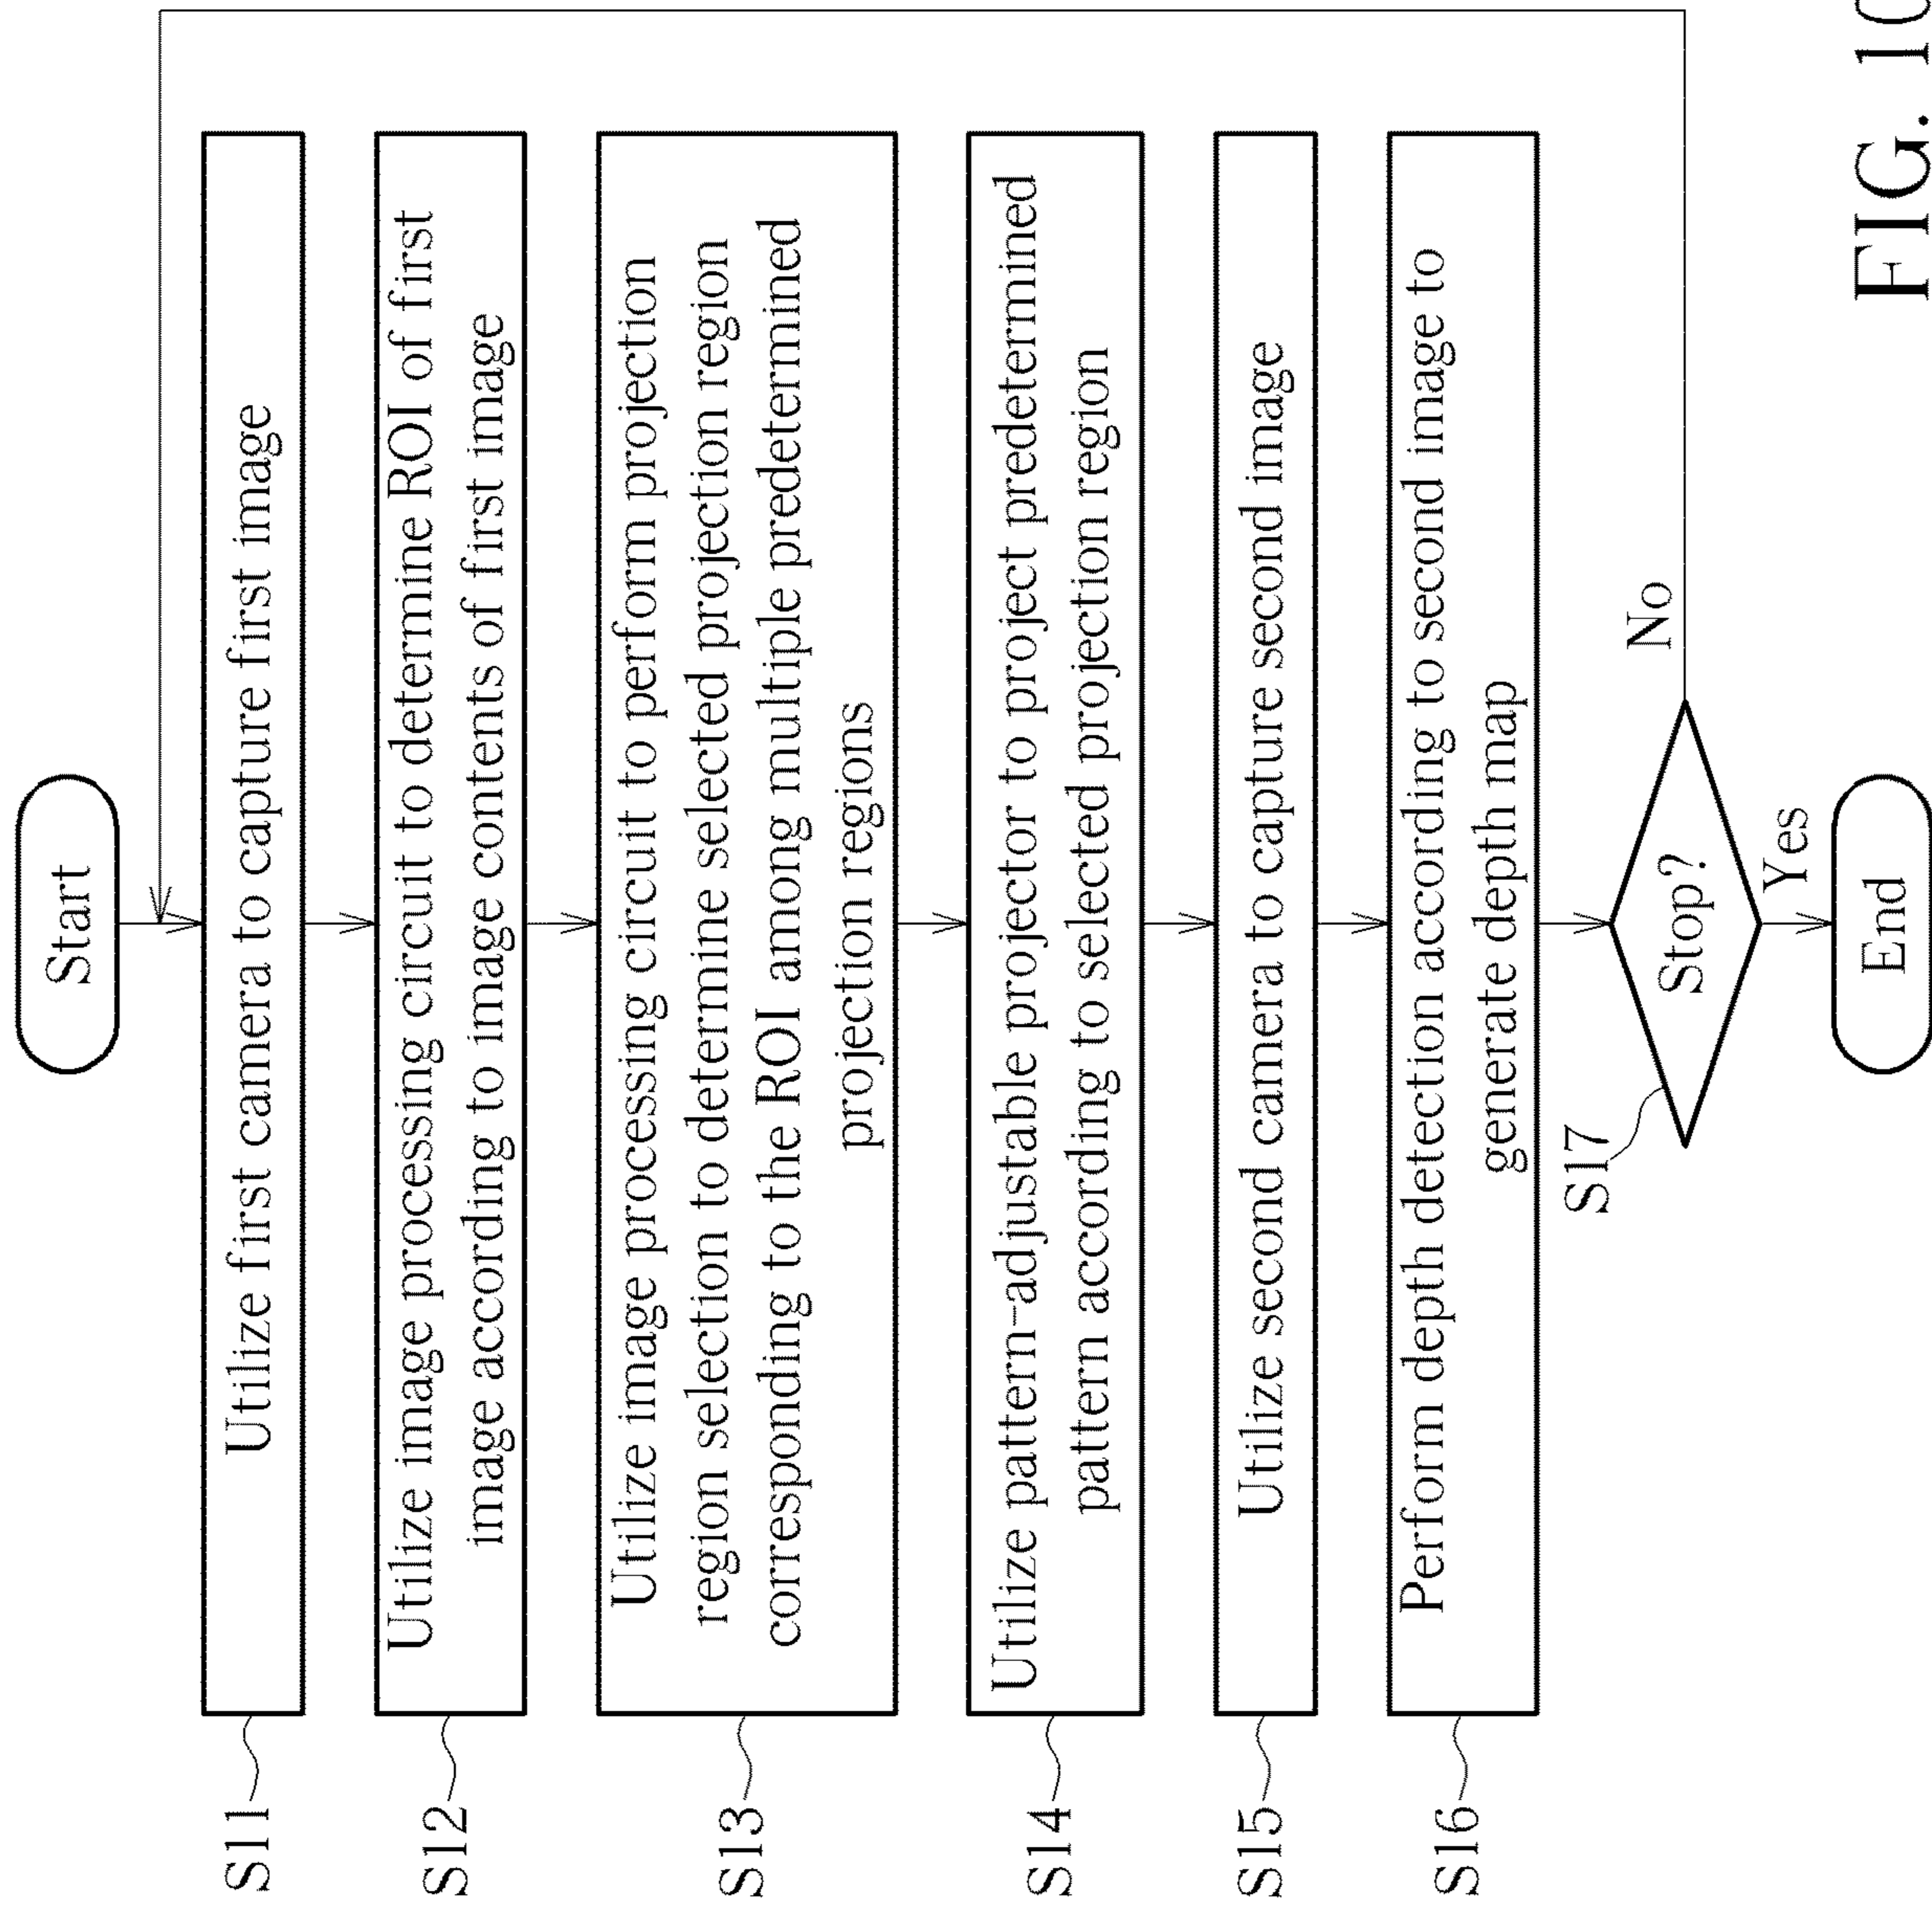 Start
S11
Utilize first camera to capture first image
S12
Utilize image processing circuit to determine ROI of first
image according to image contents of first image
S13
Utilize image processing circuit to perform projection
region selection to determine selected projection region
corresponding to the ROI among multiple predetermined
projection regions
S14
Utilize pattern-adjustable projector to project predetermined
pattern according to selected projection region
S15
Utilize second camera to capture second image
S16
Perform depth detection according to second image to
generate depth map
S17
Stop?
No
Yes
End
FIG. 10